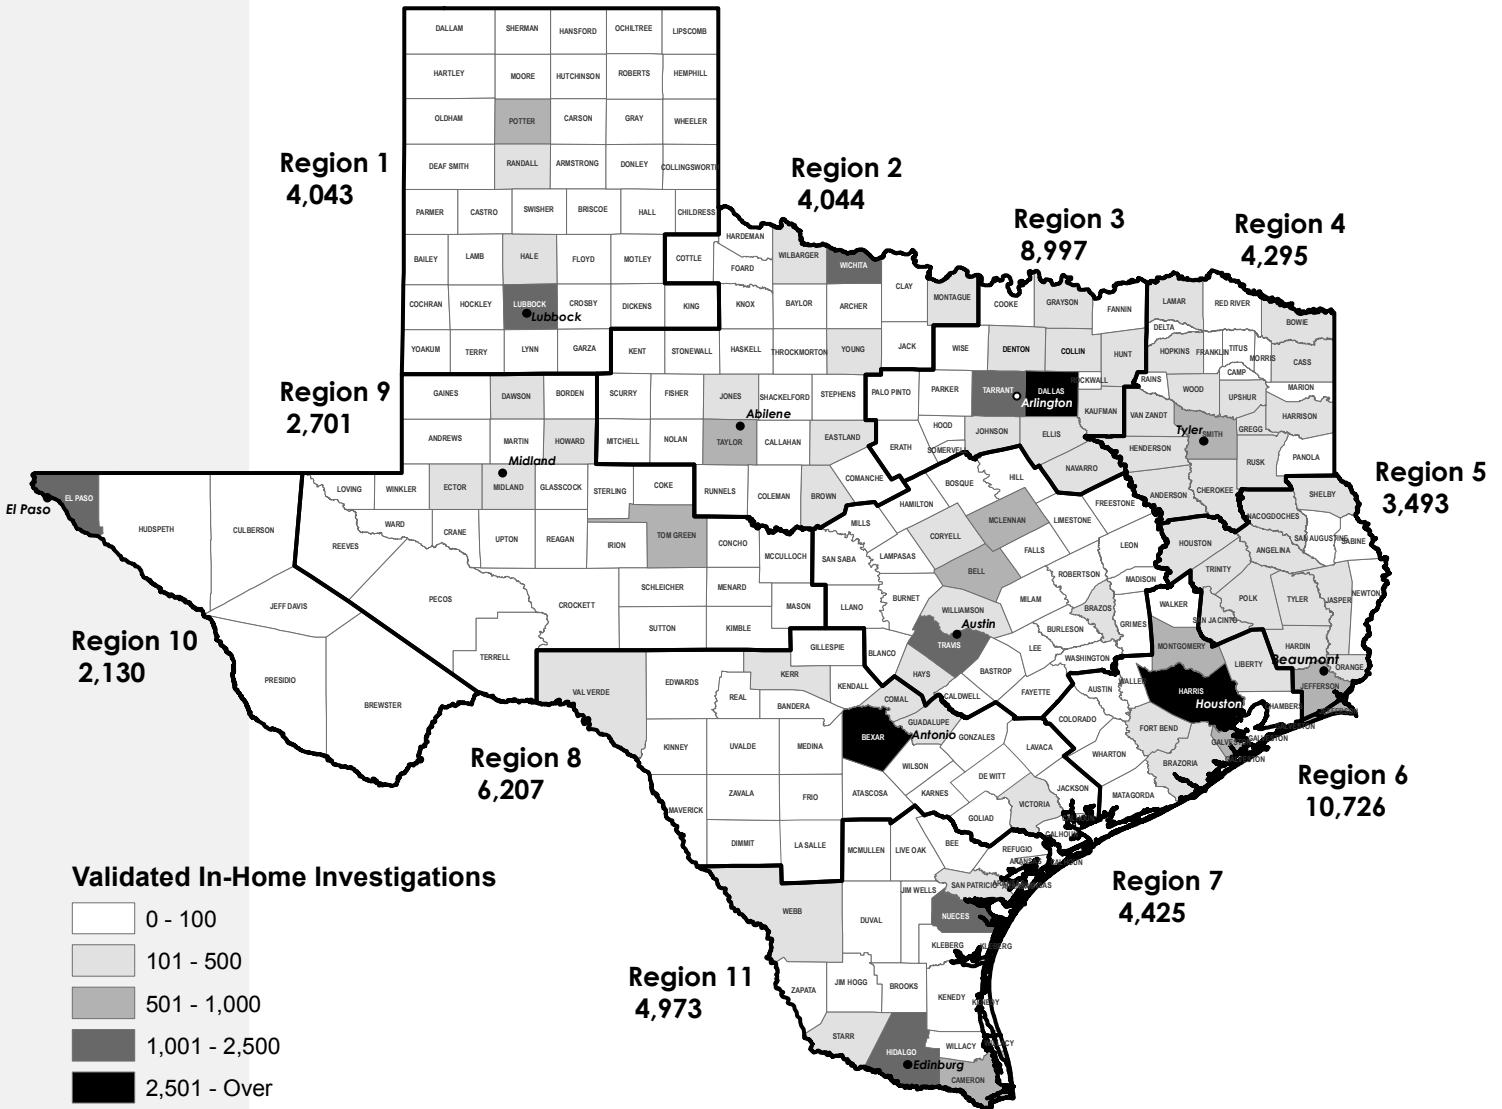 DALLAM SHERMAN HANSFORD OCHILTREE LIPSCOMB
HARTLEY MOORE HUTCHINSON ROBERTS HEMPHILL
OLDHAM POTTER CARSON GRAY WHEELER
DEAF SMITH RANDALL ARMSTRONG DONLEY COLLINGSWORTH
Region 1
4,043
PARMER CASTRO SWISHER BRISCOE HALL CHILDRESS
BAILEY LAMB HALE FLOYD MOTLEY COTTLE
COCHRAN HOCKLEY LUBBOCK CROSBY DICKENS KING
Lubbock
YOAKUM TERRY LYNN GARZA KENT STONEWALL HASKELL THROCKMORTON YOUNG JACK
Region 2
4,044
HARDEMAN
FOARD WILBARGER WICHITA CLAY MONTAGUE
KNOX BAYLOR ARCHER
Region 3
8,997
COOKE GRAYSON FANNIN
WISE DENTON COLLIN HUNT
ROCKWALL
PALO PINTO PARKER TARRANT DALLAS KAUFMAN
Arlington
HOOD JOHNSON ELLIS
ERATH SOMERVELL NAVARRO
Region 4
4,295
LAMAR RED RIVER BOWIE
DELTA
HOPKINS FRANKLIN TITUS MORRIS CASS
CAMP
RAINS WOOD UPSHUR MARION
VAN ZANDT SMITH GREGG HARRISON
Tyler
HENDERSON RUSK PANOLA
ANDERSON CHEROKEE
Region 9
2,701
GAINES DAWSON BORDEN SCURRY FISHER JONES SHACKELFORD STEPHENS
Abilene
ANDREWS MARTIN HOWARD MITCHELL NOLAN TAYLOR CALLAHAN EASTLAND
Midland
LOVING WINKLER ECTOR MIDLAND GLASSCOCK STERLING COKE RUNNELS COLEMAN BROWN COMANCHE
WARD CRANE UPTON REAGAN IRION TOM GREEN CONCHO MCCULLOCH
REEVES
PECOS CROCKETT SCHLEICHER MENARD MASON
SUTTON KIMBLE
TERRELL
El Paso
EL PASO HUDSPETH CULBERSON
JEFF DAVIS
PRESIDIO BREWSTER
Region 10
2,130
Region 5
3,493
SHELBY
NACOGDOCHES
SAN AUGUSTINE SABINE
HOUSTON ANGELINA
TRINITY
POLK TYLER JASPER NEWTON
SAN JACINTO
HARDIN
Beaumont
ORANGE
JEFFERSON
MILLS HAMILTON BOSQUE HILL
SAN SABA LAMPASAS CORYELL MCLENNAN LIMESTONE FREESTONE
BELL FALLS LEON
LLANO BURNET WILLIAMSON MILAM ROBERTSON MADISON
BRAZOS
Austin
TRAVIS BURLESON GRIMES
BLANCO HAYS BASTROP LEE WASHINGTON
CALDWELL FAYETTE
WALKER
MONTGOMERY LIBERTY
WALLER HARRIS
Houston
CHAMBERS
AUSTIN
COLORADO FORT BEND GALVESTON
WHARTON BRAZORIA
MATAGORDA
Region 6
10,726
Region 8
6,207
VAL VERDE EDWARDS KERR GILLESPIE
REAL BANDERA KENDALL COMAL
GUADALUPE
Antonio
KINNEY UVALDE MEDINA BEXAR GONZALES LAVACA
WILSON
MAVERICK ZAVALA FRIO ATASCOSA KARNES DE WITT
VICTORIA JACKSON
DIMMIT LA SALLE GOLIAD
CALHOUN
MCMULLEN LIVE OAK BEE REFUGIO
SAN PATRICIO
WEBB DUVAL JIM WELLS NUECES
KLEBERG KLEBERG
ZAPATA JIM HOGG BROOKS KENEDY KENEDY
STARR HIDALGO WILLACY WILLACY
Edinburg
CAMERON
Region 7
4,425
Region 11
4,973
Validated In-Home Investigations
0 - 100
101 - 500
501 - 1,000
1,001 - 2,500
2,501 - Over